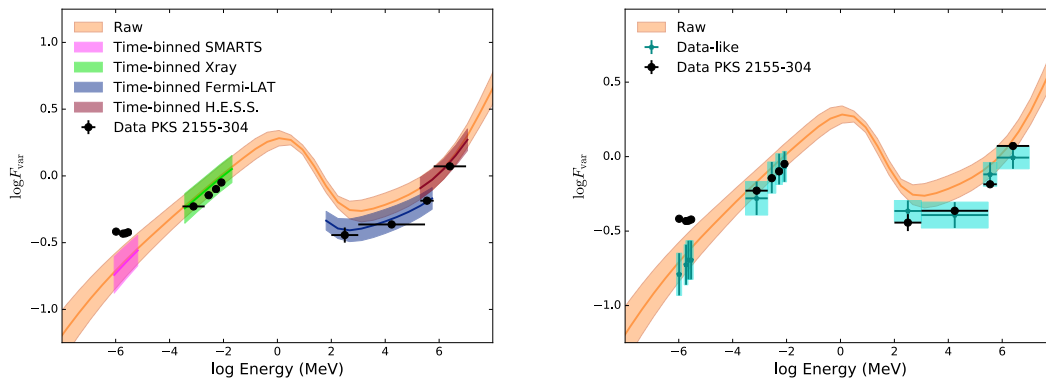 Raw
Time-binned SMARTS
Time-binned Xray
Time-binned Fermi-LAT
Time-binned H.E.S.S.
Data PKS 2155-304
1.0
0.5
0.0
−0.5
−1.0
log F_var
−6 −4 −2 0 2 4 6
log Energy (MeV)
Raw
Data-like
Data PKS 2155-304
1.0
0.5
0.0
−0.5
−1.0
log F_var
−6 −4 −2 0 2 4 6
log Energy (MeV)